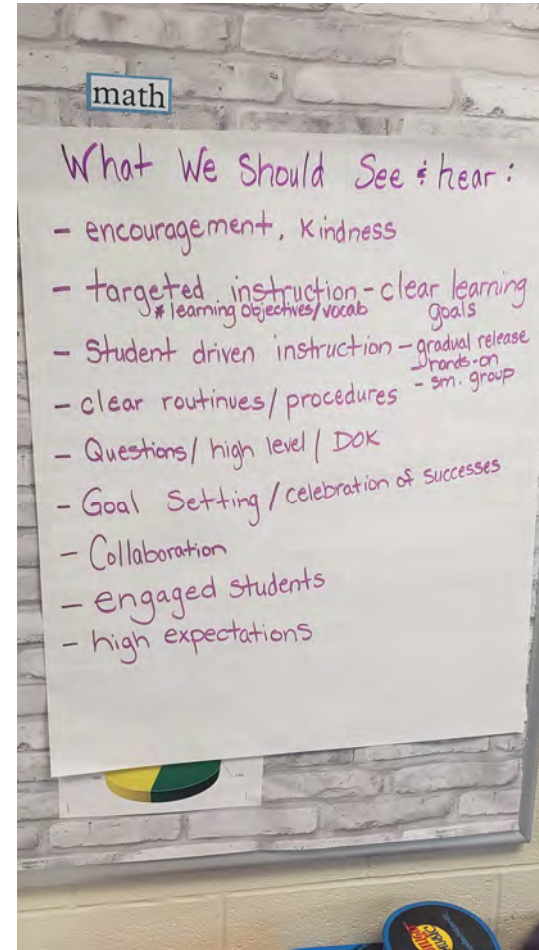 math
What We Should See & hear:
- encouragement, Kindness
- targeted instruction - clear learning
* learning objectives/vocab goals
- Student driven instruction - gradual release
- hands-on
- sm. group
- clear routinues/procedures
- Questions/ high level / DOK
- Goal Setting / celebration of successes
- Collaboration
- engaged students
- high expectations